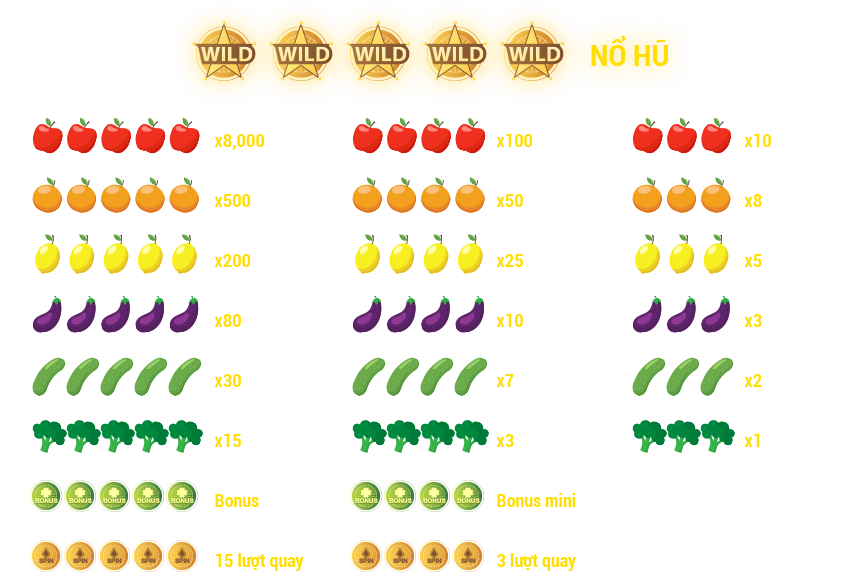 WILD WILD WILD WILD WILD NỔ HŨ
x8,000 x100 x10
x500 x50 x8
x200 x25 x5
x80 x10 x3
x30 x7 x2
x15 x3 x1
BONUS BONUS BONUS BONUS BONUS Bonus BONUS BONUS BONUS BONUS Bonus mini
SPIN SPIN SPIN SPIN SPIN 15 lượt quay SPIN SPIN SPIN SPIN 3 lượt quay